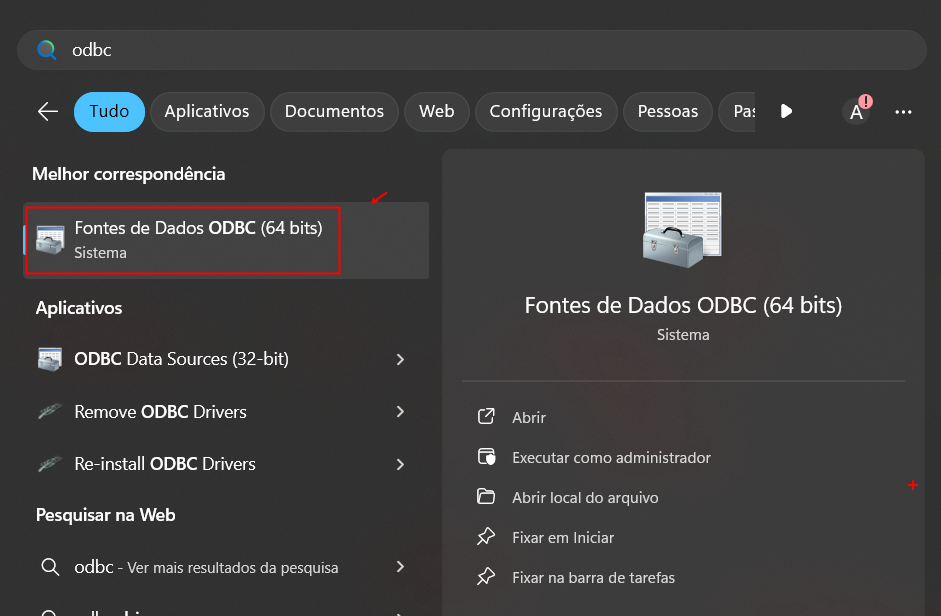 odbc
Tudo
Aplicativos
Documentos
Web
Configurações
Pessoas
Pas
A
Melhor correspondência
Fontes de Dados ODBC (64 bits)
Sistema
Aplicativos
ODBC Data Sources (32-bit)
Remove ODBC Drivers
Re-install ODBC Drivers
Pesquisar na Web
odbc - Ver mais resultados da pesquisa
Fontes de Dados ODBC (64 bits)
Sistema
Abrir
Executar como administrador
Abrir local do arquivo
Fixar em Iniciar
Fixar na barra de tarefas